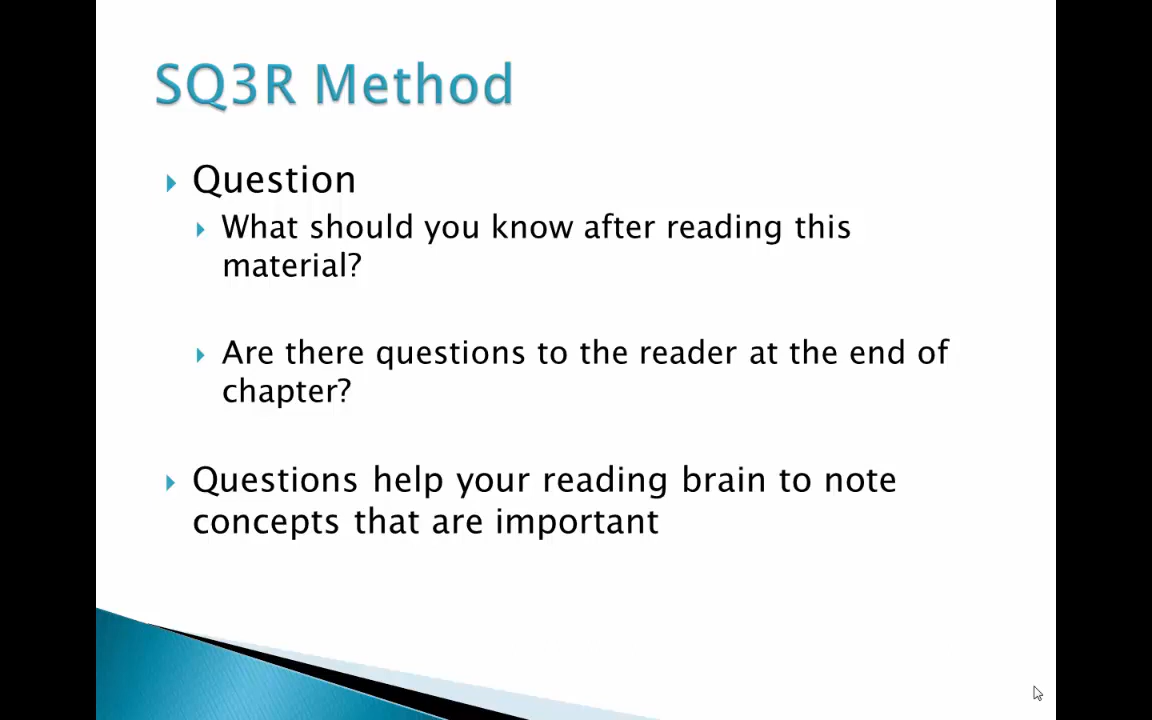 SQ3R Method
Question
What should you know after reading this
material?
Are there questions to the reader at the end of
chapter?
Questions help your reading brain to note
concepts that are important